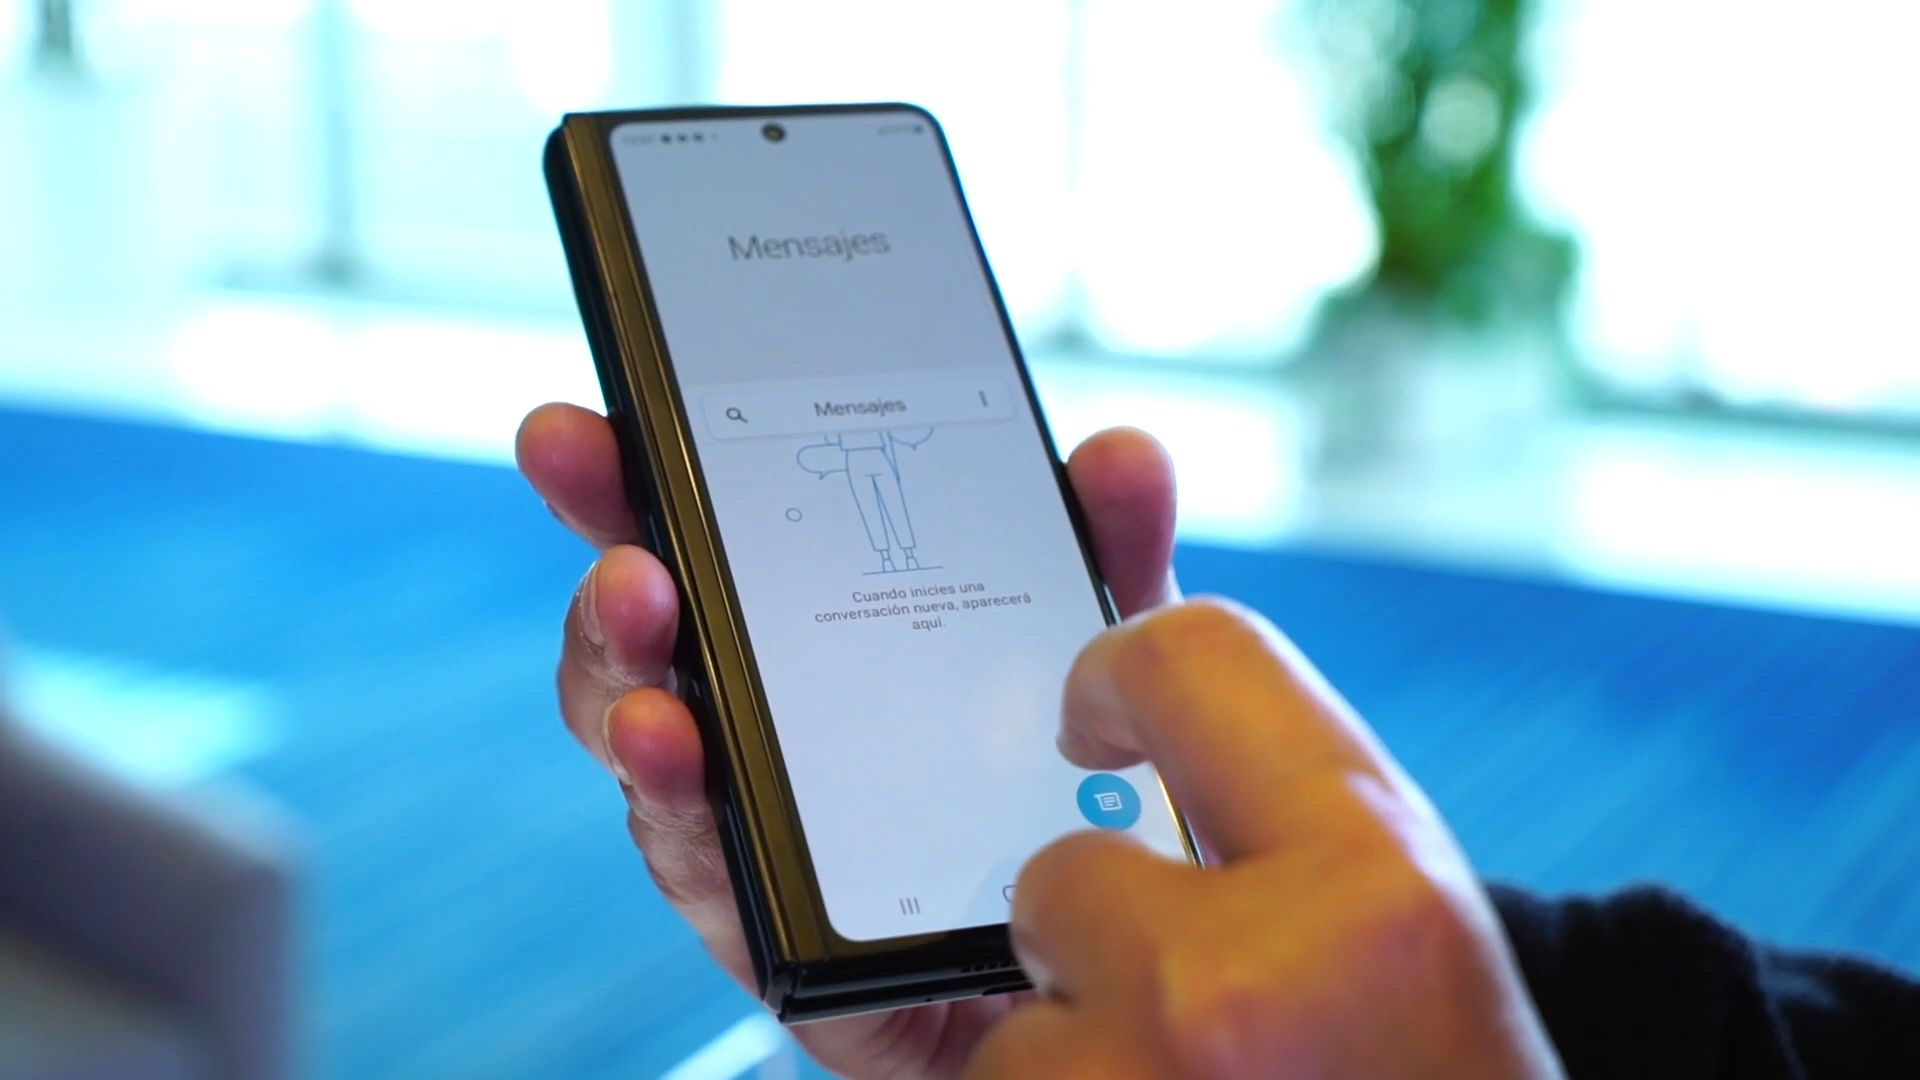 Mensajes
Mensajes
Cuando inicies una
conversación nueva, aparecerá
aquí.